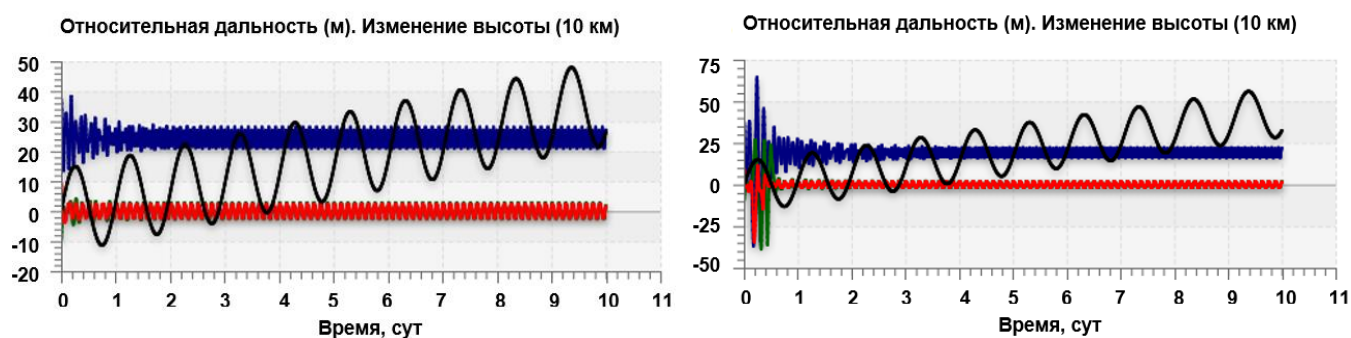 Относительная дальность (м). Изменение высоты (10 км)
50
40
30
20
10
0
-10
-20
0 1 2 3 4 5 6 7 8 9 10 11
Время, сут
Относительная дальность (м). Изменение высоты (10 км)
75
50
25
0
-25
-50
0 1 2 3 4 5 6 7 8 9 10 11
Время, сут